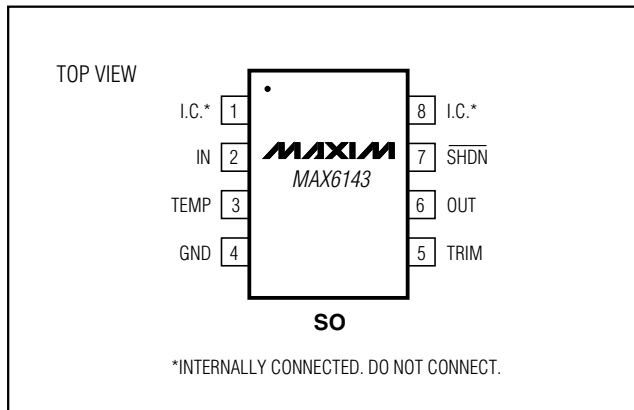 TOP VIEW
I.C.* 1
8 I.C.*
IN 2
MAXIM
7 S̅H̅D̅N̅
MAX6143
TEMP 3
6 OUT
GND 4
5 TRIM
SO
*INTERNALLY CONNECTED. DO NOT CONNECT.